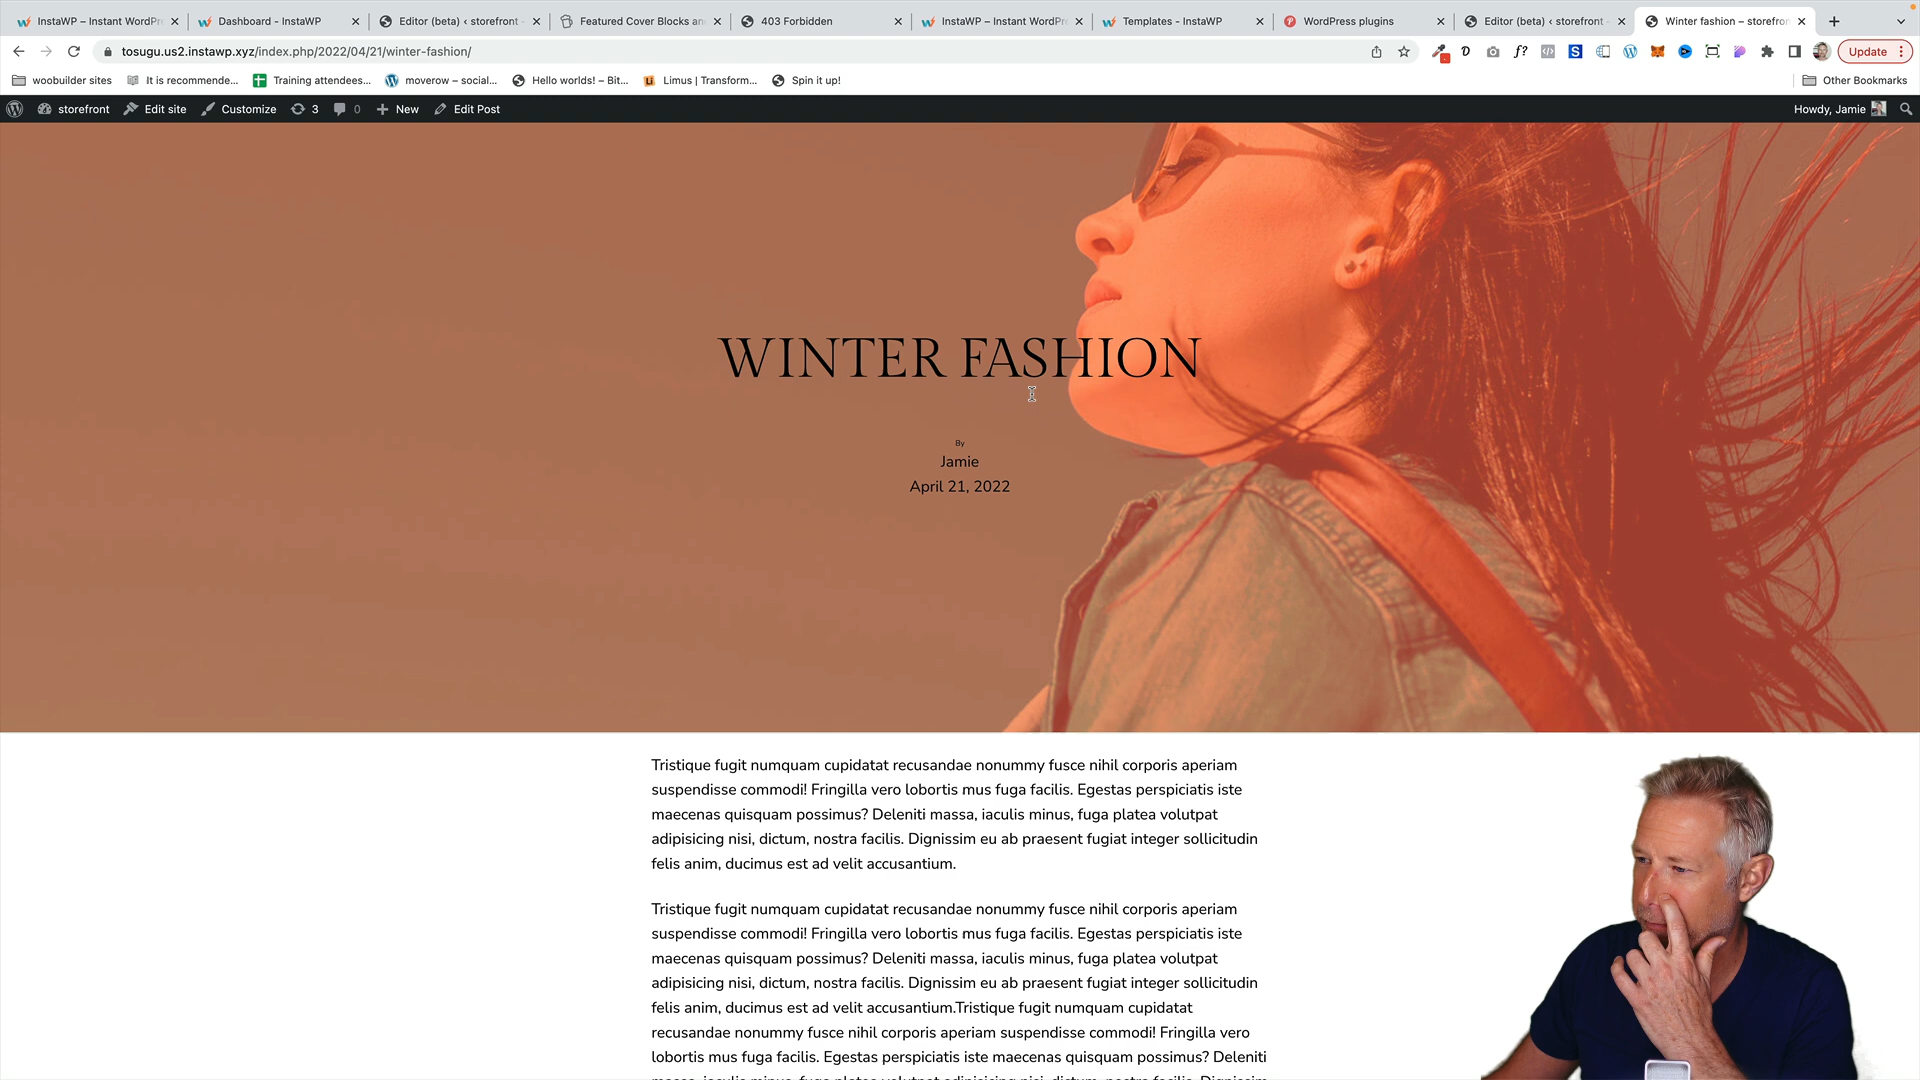 InstaWP – Instant WordPr
Dashboard - InstaWP
Editor (beta) ‹ storefront -
Featured Cover Blocks an
403 Forbidden
InstaWP – Instant WordPr
Templates - InstaWP
WordPress plugins
Editor (beta) ‹ storefront -
Winter fashion – storefron
tosugu.us2.instawp.xyz/index.php/2022/04/21/winter-fashion/
Update
woobuilder sites
It is recommende...
Training attendees...
moverow – social...
Hello worlds! – Bit...
Limus | Transform...
Spin it up!
Other Bookmarks
storefront
Edit site
Customize
3
0
New
Edit Post
Howdy, Jamie
WINTER FASHION
By
Jamie
April 21, 2022
Tristique fugit numquam cupidatat recusandae nonummy fusce nihil corporis aperiam
suspendisse commodi! Fringilla vero lobortis mus fuga facilis. Egestas perspiciatis iste
maecenas quisquam possimus? Deleniti massa, iaculis minus, fuga platea volutpat
adipisicing nisi, dictum, nostra facilis. Dignissim eu ab praesent fugiat integer sollicitudin
felis anim, ducimus est ad velit accusantium.
Tristique fugit numquam cupidatat recusandae nonummy fusce nihil corporis aperiam
suspendisse commodi! Fringilla vero lobortis mus fuga facilis. Egestas perspiciatis iste
maecenas quisquam possimus? Deleniti massa, iaculis minus, fuga platea volutpat
adipisicing nisi, dictum, nostra facilis. Dignissim eu ab praesent fugiat integer sollicitudin
felis anim, ducimus est ad velit accusantium.Tristique fugit numquam cupidatat
recusandae nonummy fusce nihil corporis aperiam suspendisse commodi! Fringilla vero
lobortis mus fuga facilis. Egestas perspiciatis iste maecenas quisquam possimus? Deleniti